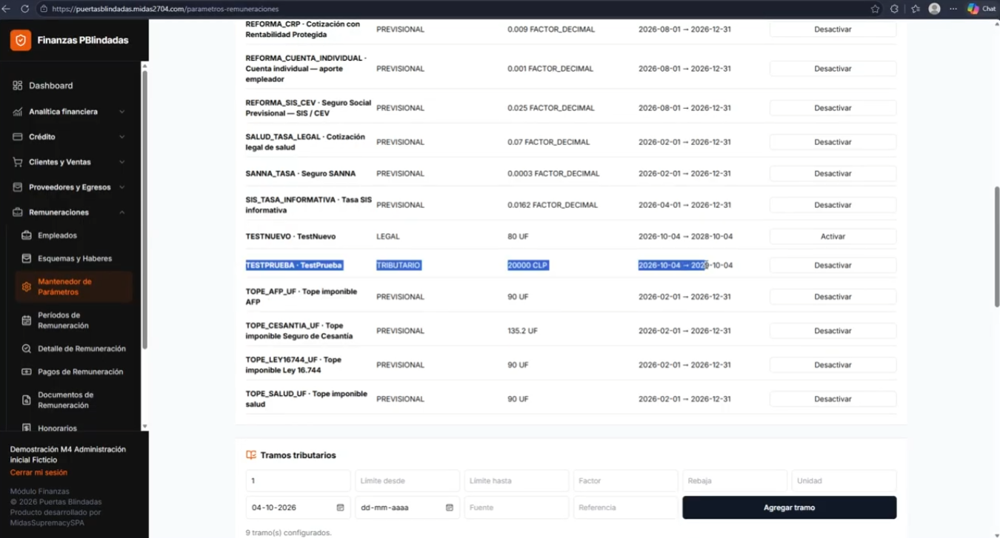 https://puertasblindadas.midas2704.com/parametros-remuneraciones
Chat
Finanzas PBlindadas
Dashboard
Analítica financiera
Crédito
Clientes y Ventas
Proveedores y Egresos
Remuneraciones
Empleados
Esquemas y Haberes
Mantenedor de
Parámetros
Períodos de
Remuneración
Detalle de Remuneración
Pagos de Remuneración
Documentos de
Remuneración
Honorarios
Demostración M4 Administración
inicial Ficticio
Cerrar mi sesión
Módulo Finanzas
© 2026 Puertas Blindadas
Producto desarrollado por
MidasSupremacySPA
REFORMA_CRP · Cotización con
Rentabilidad Protegida
PREVISIONAL
0.009 FACTOR_DECIMAL
2026-08-01 → 2026-12-31
Desactivar
REFORMA_CUENTA_INDIVIDUAL ·
Cuenta individual — aporte
empleador
PREVISIONAL
0.001 FACTOR_DECIMAL
2026-08-01 → 2026-12-31
Desactivar
REFORMA_SIS_CEV · Seguro Social
Previsional — SIS / CEV
PREVISIONAL
0.025 FACTOR_DECIMAL
2026-08-01 → 2026-12-31
Desactivar
SALUD_TASA_LEGAL · Cotización
legal de salud
PREVISIONAL
0.07 FACTOR_DECIMAL
2026-02-01 → 2026-12-31
Desactivar
SANNA_TASA · Seguro SANNA
PREVISIONAL
0.0003 FACTOR_DECIMAL
2026-02-01 → 2026-12-31
Desactivar
SIS_TASA_INFORMATIVA · Tasa SIS
informativa
PREVISIONAL
0.0162 FACTOR_DECIMAL
2026-04-01 → 2026-12-31
Desactivar
TESTNUEVO · TestNuevo
LEGAL
80 UF
2026-10-04 → 2028-10-04
Activar
TESTPRUEBA · TestPrueba
TRIBUTARIO
20000 CLP
2026-10-04 → 2029-10-04
Desactivar
TOPE_AFP_UF · Tope imponible
AFP
PREVISIONAL
90 UF
2026-02-01 → 2026-12-31
Desactivar
TOPE_CESANTIA_UF · Tope
imponible Seguro de Cesantía
PREVISIONAL
135.2 UF
2026-02-01 → 2026-12-31
Desactivar
TOPE_LEY16744_UF · Tope
imponible Ley 16.744
PREVISIONAL
90 UF
2026-02-01 → 2026-12-31
Desactivar
TOPE_SALUD_UF · Tope imponible
salud
PREVISIONAL
90 UF
2026-02-01 → 2026-12-31
Desactivar
Tramos tributarios
1
Límite desde
Límite hasta
Factor
Rebaja
Unidad
04-10-2026
dd-mm-aaaa
Fuente
Referencia
Agregar tramo
9 tramo(s) configurados.